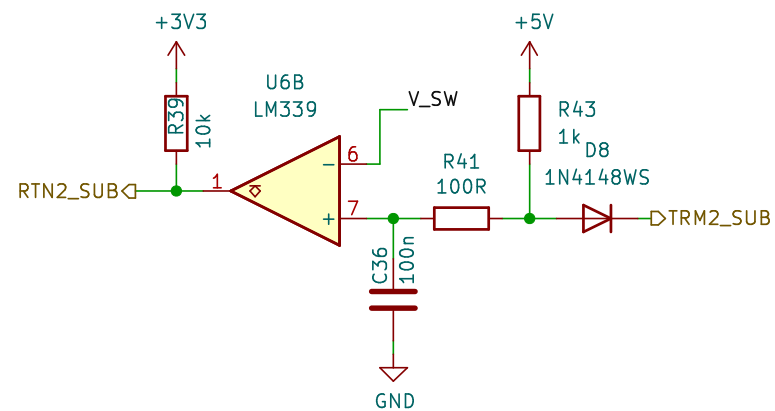 +3V3
+5V
U6B
LM339
V_SW
R39
10k
R43
1k
D8
1N4148WS
6
R41
100R
1
RTN2_SUB
-
7
+
TRM2_SUB
C36
100n
GND